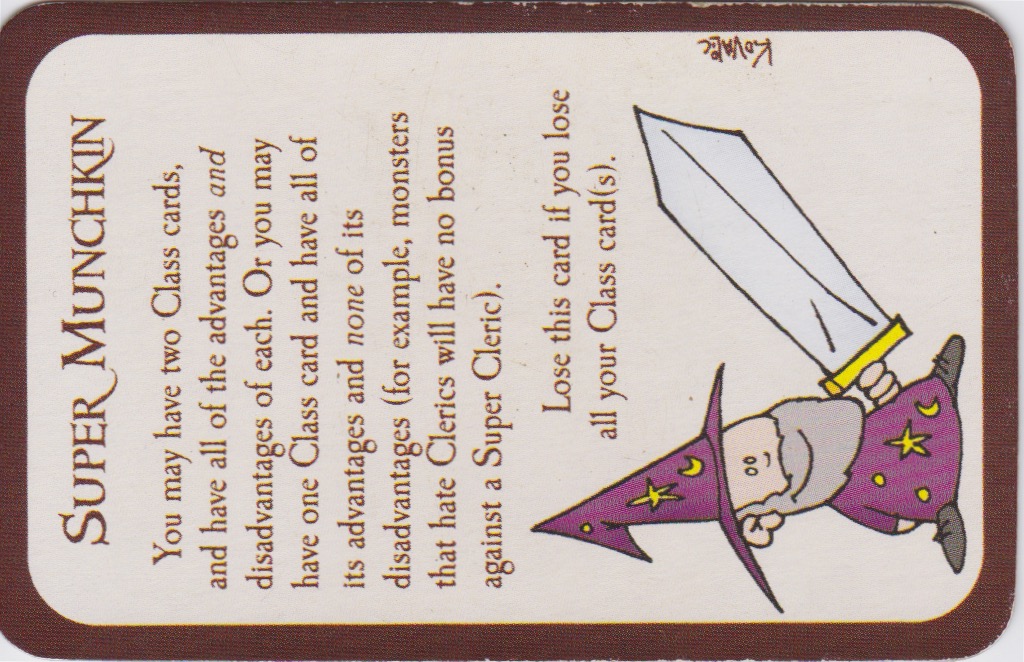 SUPER MUNCHKIN
You may have two Class cards,
and have all of the advantages and
disadvantages of each. Or you may
have one Class card and have all of
its advantages and none of its
disadvantages (for example, monsters
that hate Clerics will have no bonus
against a Super Cleric).
Lose this card if you lose
all your Class card(s).
KOVALIC